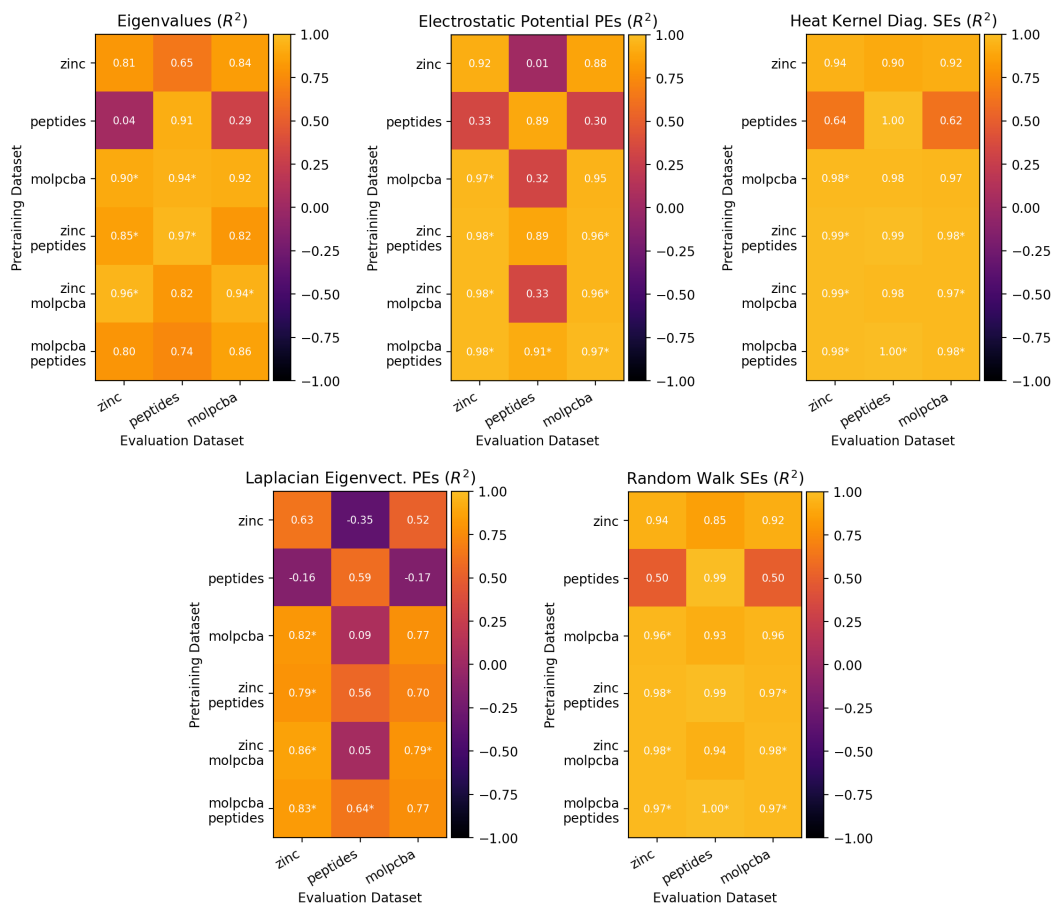 Eigenvalues (R²)
Pretraining Dataset
zinc 0.81 0.65 0.84
peptides 0.04 0.91 0.29
molpcba 0.90* 0.94* 0.92
zinc
peptides 0.85* 0.97* 0.82
zinc
molpcba 0.96* 0.82 0.94*
molpcba
peptides 0.80 0.74 0.86
zinc peptides molpcba
Evaluation Dataset
1.00
0.75
0.50
0.25
0.00
−0.25
−0.50
−0.75
−1.00
Electrostatic Potential PEs (R²)
Pretraining Dataset
zinc 0.92 0.01 0.88
peptides 0.33 0.89 0.30
molpcba 0.97* 0.32 0.95
zinc
peptides 0.98* 0.89 0.96*
zinc
molpcba 0.98* 0.33 0.96*
molpcba
peptides 0.98* 0.91* 0.97*
zinc peptides molpcba
Evaluation Dataset
1.00
0.75
0.50
0.25
0.00
−0.25
−0.50
−0.75
−1.00
Heat Kernel Diag. SEs (R²)
Pretraining Dataset
zinc 0.94 0.90 0.92
peptides 0.64 1.00 0.62
molpcba 0.98* 0.98 0.97
zinc
peptides 0.99* 0.99 0.98*
zinc
molpcba 0.99* 0.98 0.97*
molpcba
peptides 0.98* 1.00* 0.98*
zinc peptides molpcba
Evaluation Dataset
1.00
0.75
0.50
0.25
0.00
−0.25
−0.50
−0.75
−1.00
Laplacian Eigenvect. PEs (R²)
Pretraining Dataset
zinc 0.63 -0.35 0.52
peptides -0.16 0.59 -0.17
molpcba 0.82* 0.09 0.77
zinc
peptides 0.79* 0.56 0.70
zinc
molpcba 0.86* 0.05 0.79*
molpcba
peptides 0.83* 0.64* 0.77
zinc peptides molpcba
Evaluation Dataset
1.00
0.75
0.50
0.25
0.00
−0.25
−0.50
−0.75
−1.00
Random Walk SEs (R²)
Pretraining Dataset
zinc 0.94 0.85 0.92
peptides 0.50 0.99 0.50
molpcba 0.96* 0.93 0.96
zinc
peptides 0.98* 0.99 0.97*
zinc
molpcba 0.98* 0.94 0.98*
molpcba
peptides 0.97* 1.00* 0.97*
zinc peptides molpcba
Evaluation Dataset
1.00
0.75
0.50
0.25
0.00
−0.25
−0.50
−0.75
−1.00